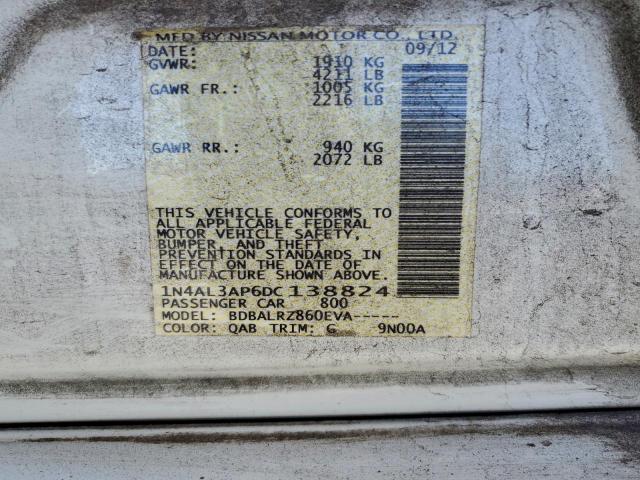 MFD BY NISSAN MOTOR CO., LTD.
DATE: 09/12
GVWR: 1910 KG
4211 LB
GAWR FR.: 1005 KG
2216 LB
GAWR RR.: 940 KG
2072 LB
THIS VEHICLE CONFORMS TO
ALL APPLICABLE FEDERAL
MOTOR VEHICLE SAFETY,
BUMPER, AND THEFT
PREVENTION STANDARDS IN
EFFECT ON THE DATE OF
MANUFACTURE SHOWN ABOVE.
1N4AL3AP6DC138824
PASSENGER CAR 800
MODEL: BDBALRZ860EVA-----
COLOR: QAB TRIM: G 9N00A